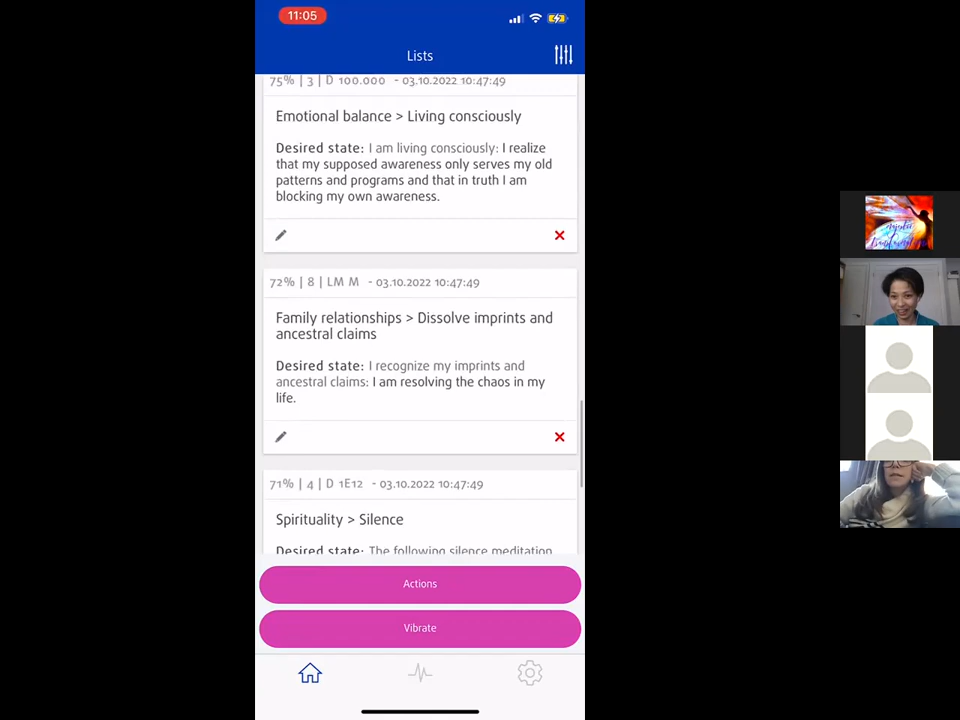 11:05
Lists
75% | 3 | D 100.000 - 03.10.2022 10:47:49
Emotional balance > Living consciously
Desired state: I am living consciously: I realize
that my supposed awareness only serves my old
patterns and programs and that in truth I am
blocking my own awareness.
72% | 8 | LM M - 03.10.2022 10:47:49
Family relationships > Dissolve imprints and
ancestral claims
Desired state: I recognize my imprints and
ancestral claims: I am resolving the chaos in my
life.
71% | 4 | D 1E12 - 03.10.2022 10:47:49
Spirituality > Silence
Desired state: The following silence meditation
Actions
Vibrate